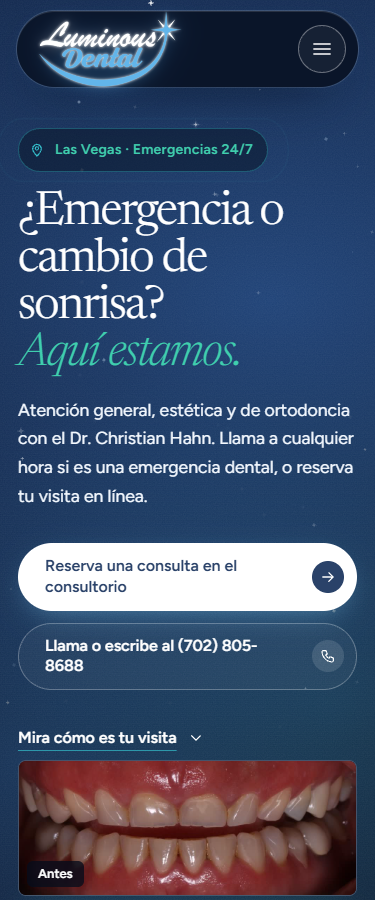 Luminous
Dental
Las Vegas · Emergencias 24/7
¿Emergencia o
cambio de
sonrisa?
Aquí estamos.
Atención general, estética y de ortodoncia
con el Dr. Christian Hahn. Llama a cualquier
hora si es una emergencia dental, o reserva
tu visita en línea.
Reserva una consulta en el
consultorio
Llama o escribe al (702) 805-
8688
Mira cómo es tu visita
Antes